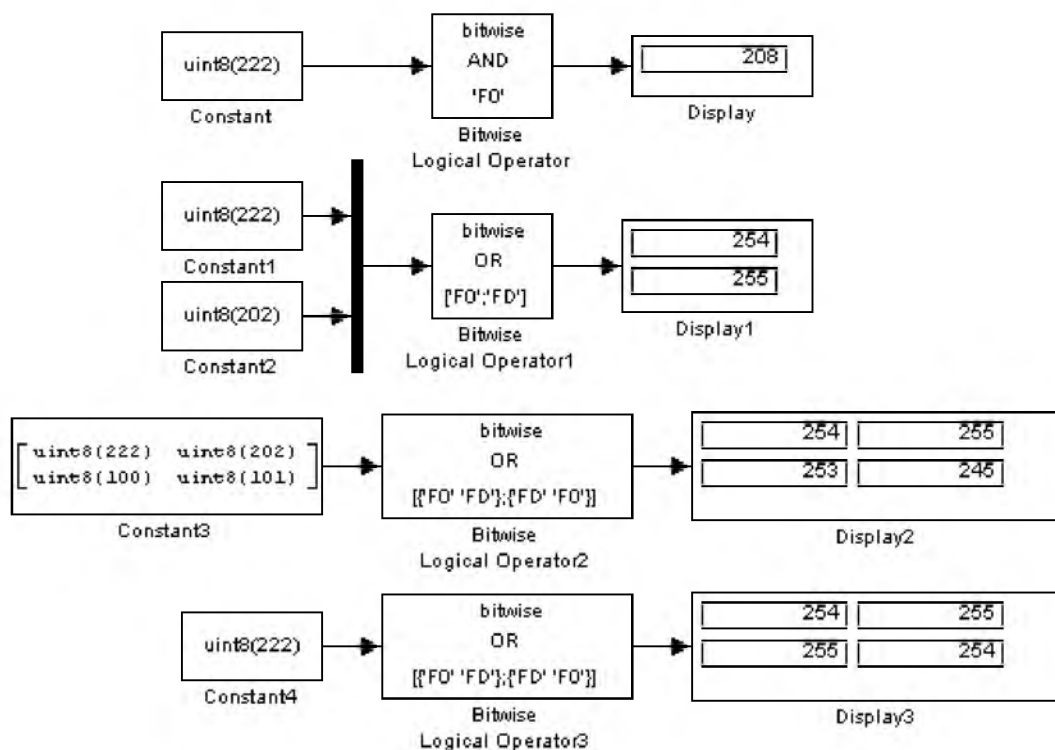 bitwise
AND
'F0'
uint8(222)
208
Constant
Bitwise
Logical Operator
Display
uint8(222)
Constant1
uint8(202)
Constant2
bitwise
OR
['F0';'FD']
Bitwise
Logical Operator1
254
255
Display1
uint8(222) uint8(202)
uint8(100) uint8(101)
Constant3
bitwise
OR
[{'F0' 'FD'};{'FD' 'F0'}]
Bitwise
Logical Operator2
254 255
253 245
Display2
uint8(222)
Constant4
bitwise
OR
[{'F0' 'FD'};{'FD' 'F0'}]
Bitwise
Logical Operator3
254 255
255 254
Display3